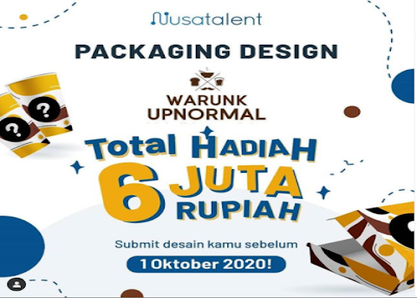 Nusatalent
PACKAGING DESIGN
WARUNK
UPNORMAL
Total HADIAH
6 JUTA
RUPIAH
Submit desain kamu sebelum
1 Oktober 2020!
? ?